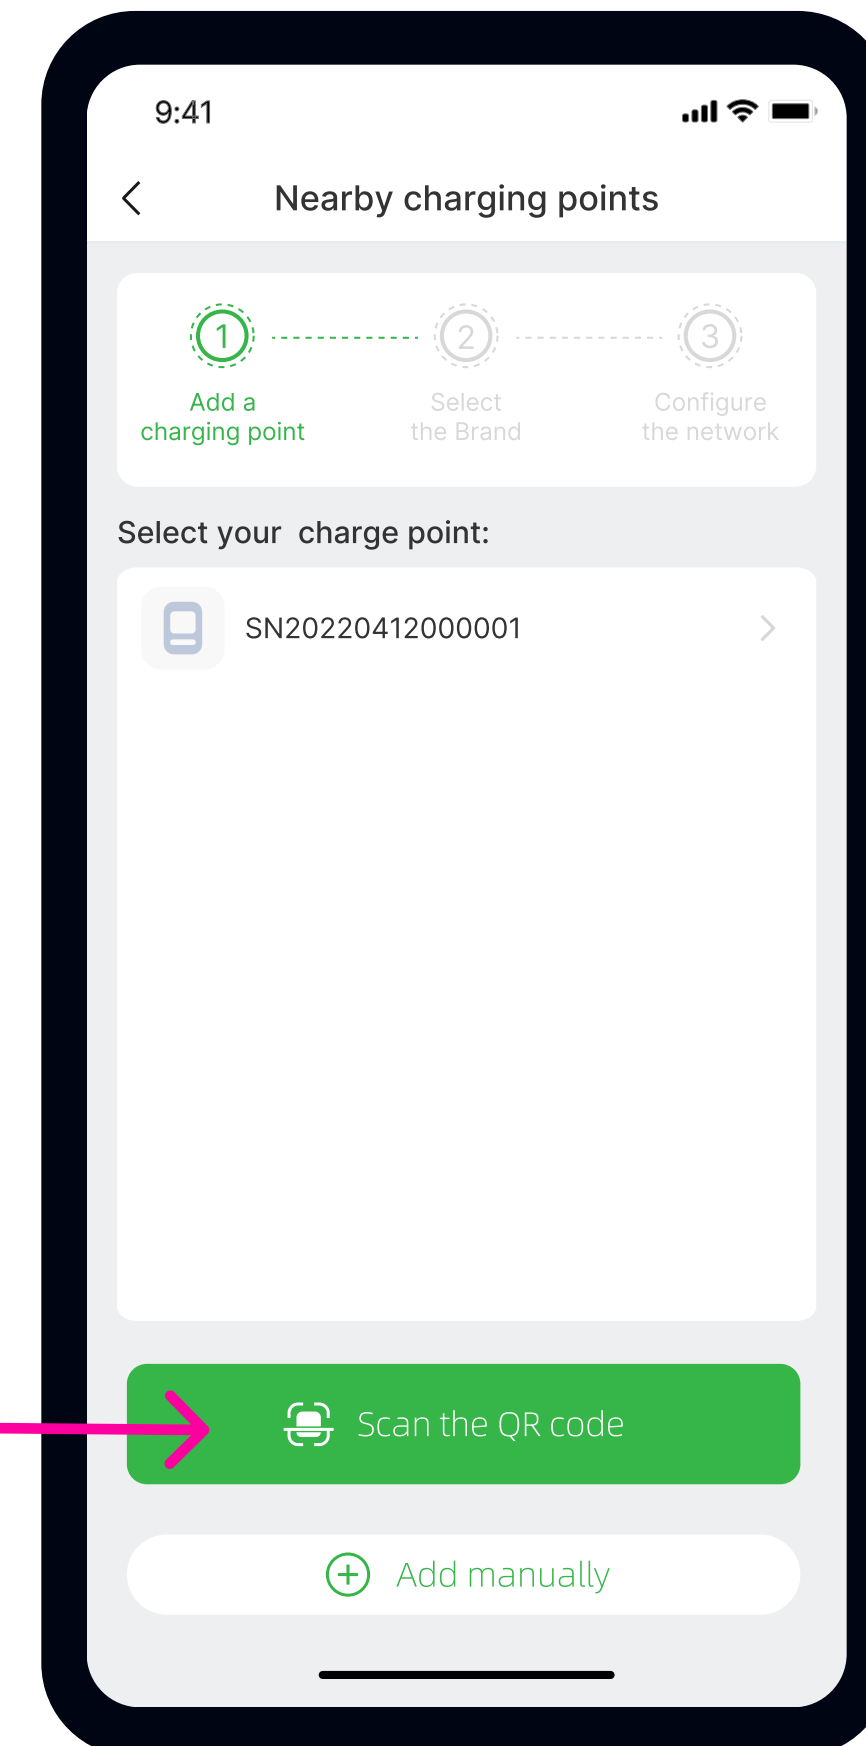 9:41
Nearby charging points
1
2
3
Add a
charging point
Select
the Brand
Configure
the network
Select your  charge point:
SN20220412000001
Scan the QR code
Add manually